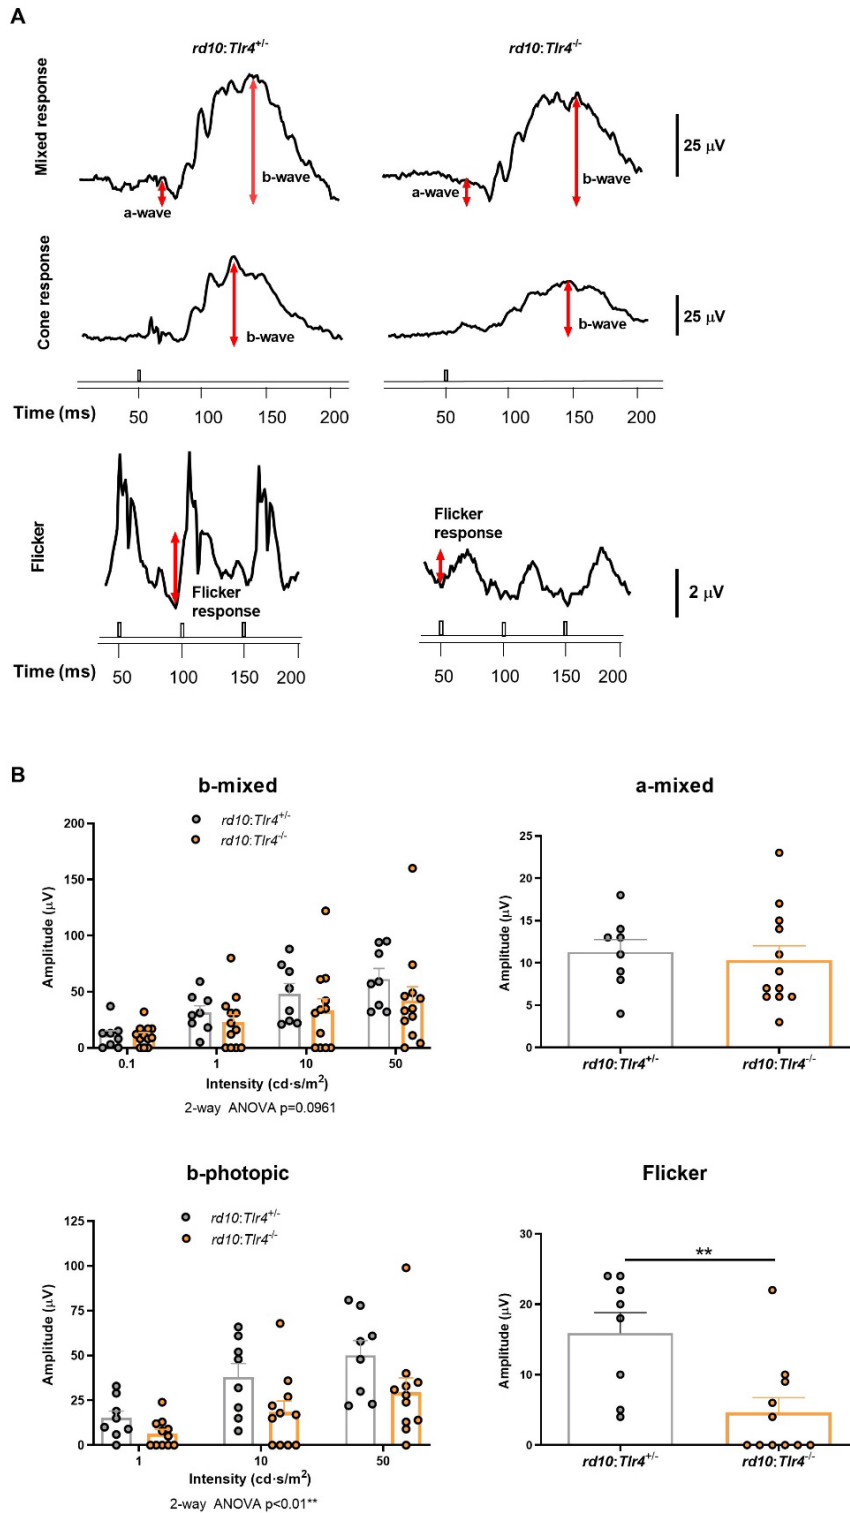 A
rd10:Tlr4+/-
rd10:Tlr4-/-
Mixed response
a-wave
b-wave
a-wave
b-wave
25 μV
Cone response
b-wave
b-wave
25 μV
Time (ms)
50 100 150 200
50 100 150 200
Flicker
Flicker
response
Flicker
response
2 μV
Time (ms)
50 100 150 200
50 100 150 200
B
b-mixed
rd10:Tlr4+/-
rd10:Tlr4-/-
Amplitude (μV)
200
150
100
50
0
0.1 1 10 50
Intensity (cd·s/m²)
2-way ANOVA p=0.0961
a-mixed
Amplitude (μV)
25
20
15
10
5
0
rd10:Tlr4+/-
rd10:Tlr4-/-
b-photopic
rd10:Tlr4+/-
rd10:Tlr4-/-
Amplitude (μV)
125
100
75
50
25
0
1 10 50
Intensity (cd·s/m²)
2-way ANOVA p<0.01**
Flicker
**
Amplitude (μV)
30
20
10
0
rd10:Tlr4+/-
rd10:Tlr4-/-